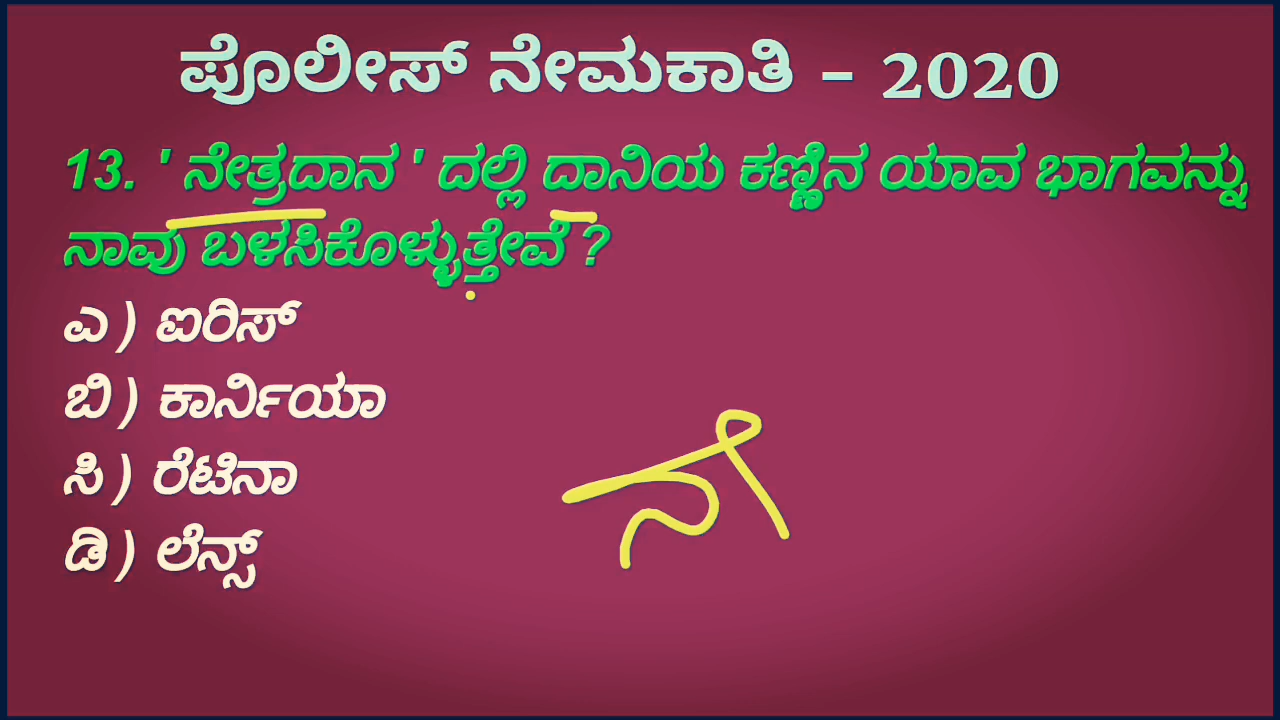 ಪೊಲೀಸ್ ನೇಮಕಾತಿ - 2020
13. ' ನೇತ್ರದಾನ ' ದಲ್ಲಿ ದಾನಿಯ ಕಣ್ಣಿನ ಯಾವ ಭಾಗವನ್ನು
ನಾವು ಬಳಸಿಕೊಳ್ಳುತ್ತೇವೆ ?
ಎ ) ಐರಿಸ್
ಬಿ ) ಕಾರ್ನಿಯಾ
ಸಿ ) ರೆಟಿನಾ
ಡಿ ) ಲೆನ್ಸ್